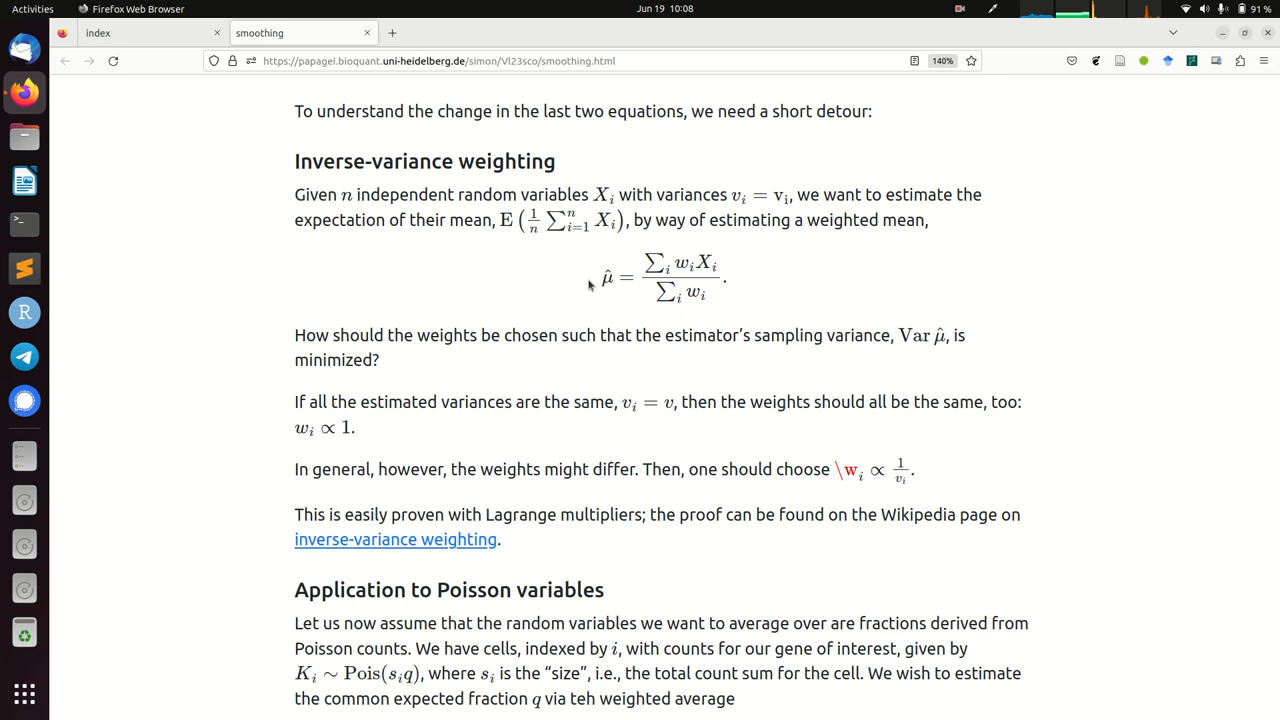 Activities Firefox Web Browser Jun 19 10:08 91 %
index smoothing
https://papagei.bioquant.uni-heidelberg.de/simon/Vl23sco/smoothing.html 140%
To understand the change in the last two equations, we need a short detour:
Inverse-variance weighting
Given n independent random variables X_i with variances v_i = v_i, we want to estimate the
expectation of their mean, E(1/n ∑_{i=1}^n X_i), by way of estimating a weighted mean,
μ̂ = ∑_i w_i X_i / ∑_i w_i.
How should the weights be chosen such that the estimator’s sampling variance, Var μ̂, is
minimized?
If all the estimated variances are the same, v_i = v, then the weights should all be the same, too:
w_i ∝ 1.
In general, however, the weights might differ. Then, one should choose \w_i ∝ 1/v_i.
This is easily proven with Lagrange multipliers; the proof can be found on the Wikipedia page on
inverse-variance weighting.
Application to Poisson variables
Let us now assume that the random variables we want to average over are fractions derived from
Poisson counts. We have cells, indexed by i, with counts for our gene of interest, given by
K_i ∼ Pois(s_i q), where s_i is the “size”, i.e., the total count sum for the cell. We wish to estimate
the common expected fraction q via teh weighted average